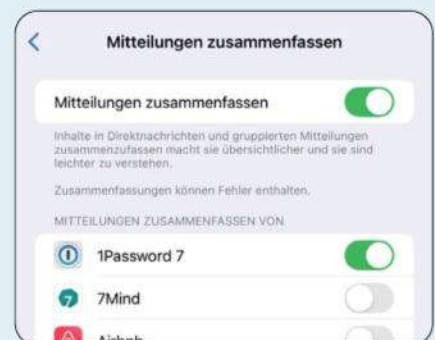 Mitteilungen zusammenfassen
Mitteilungen zusammenfassen
Inhalte in Direktnachrichten und gruppierten Mitteilungen
zusammenzufassen macht sie übersichtlicher und sie sind
leichter zu verstehen.
Zusammenfassungen können Fehler enthalten.
MITTEILUNGEN ZUSAMMENFASSEN VON
1Password 7
7Mind
Airbnb